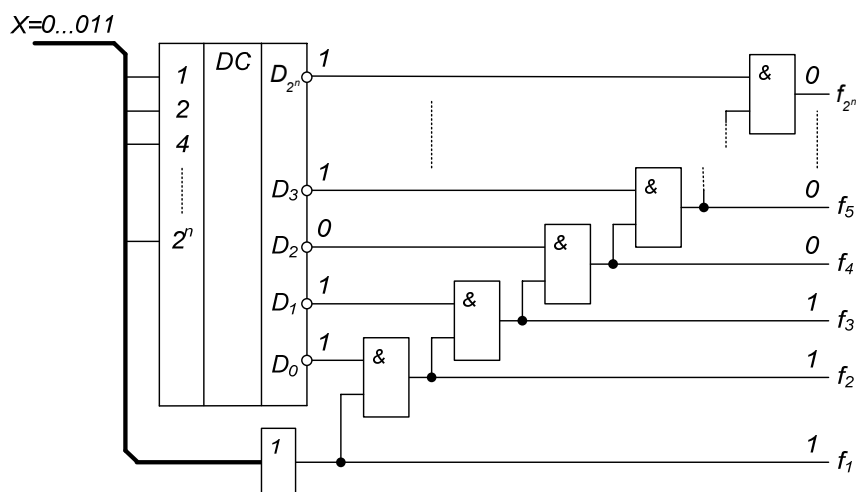 X=0...011
DC
1
2
4
2ⁿ
D₂ⁿ 1
D₃ 1
D₂ 0
D₁ 1
D₀ 1
& 0 f₂ⁿ
& 0 f₅
& 0 f₄
& 1 f₃
& 1 f₂
1 1 f₁